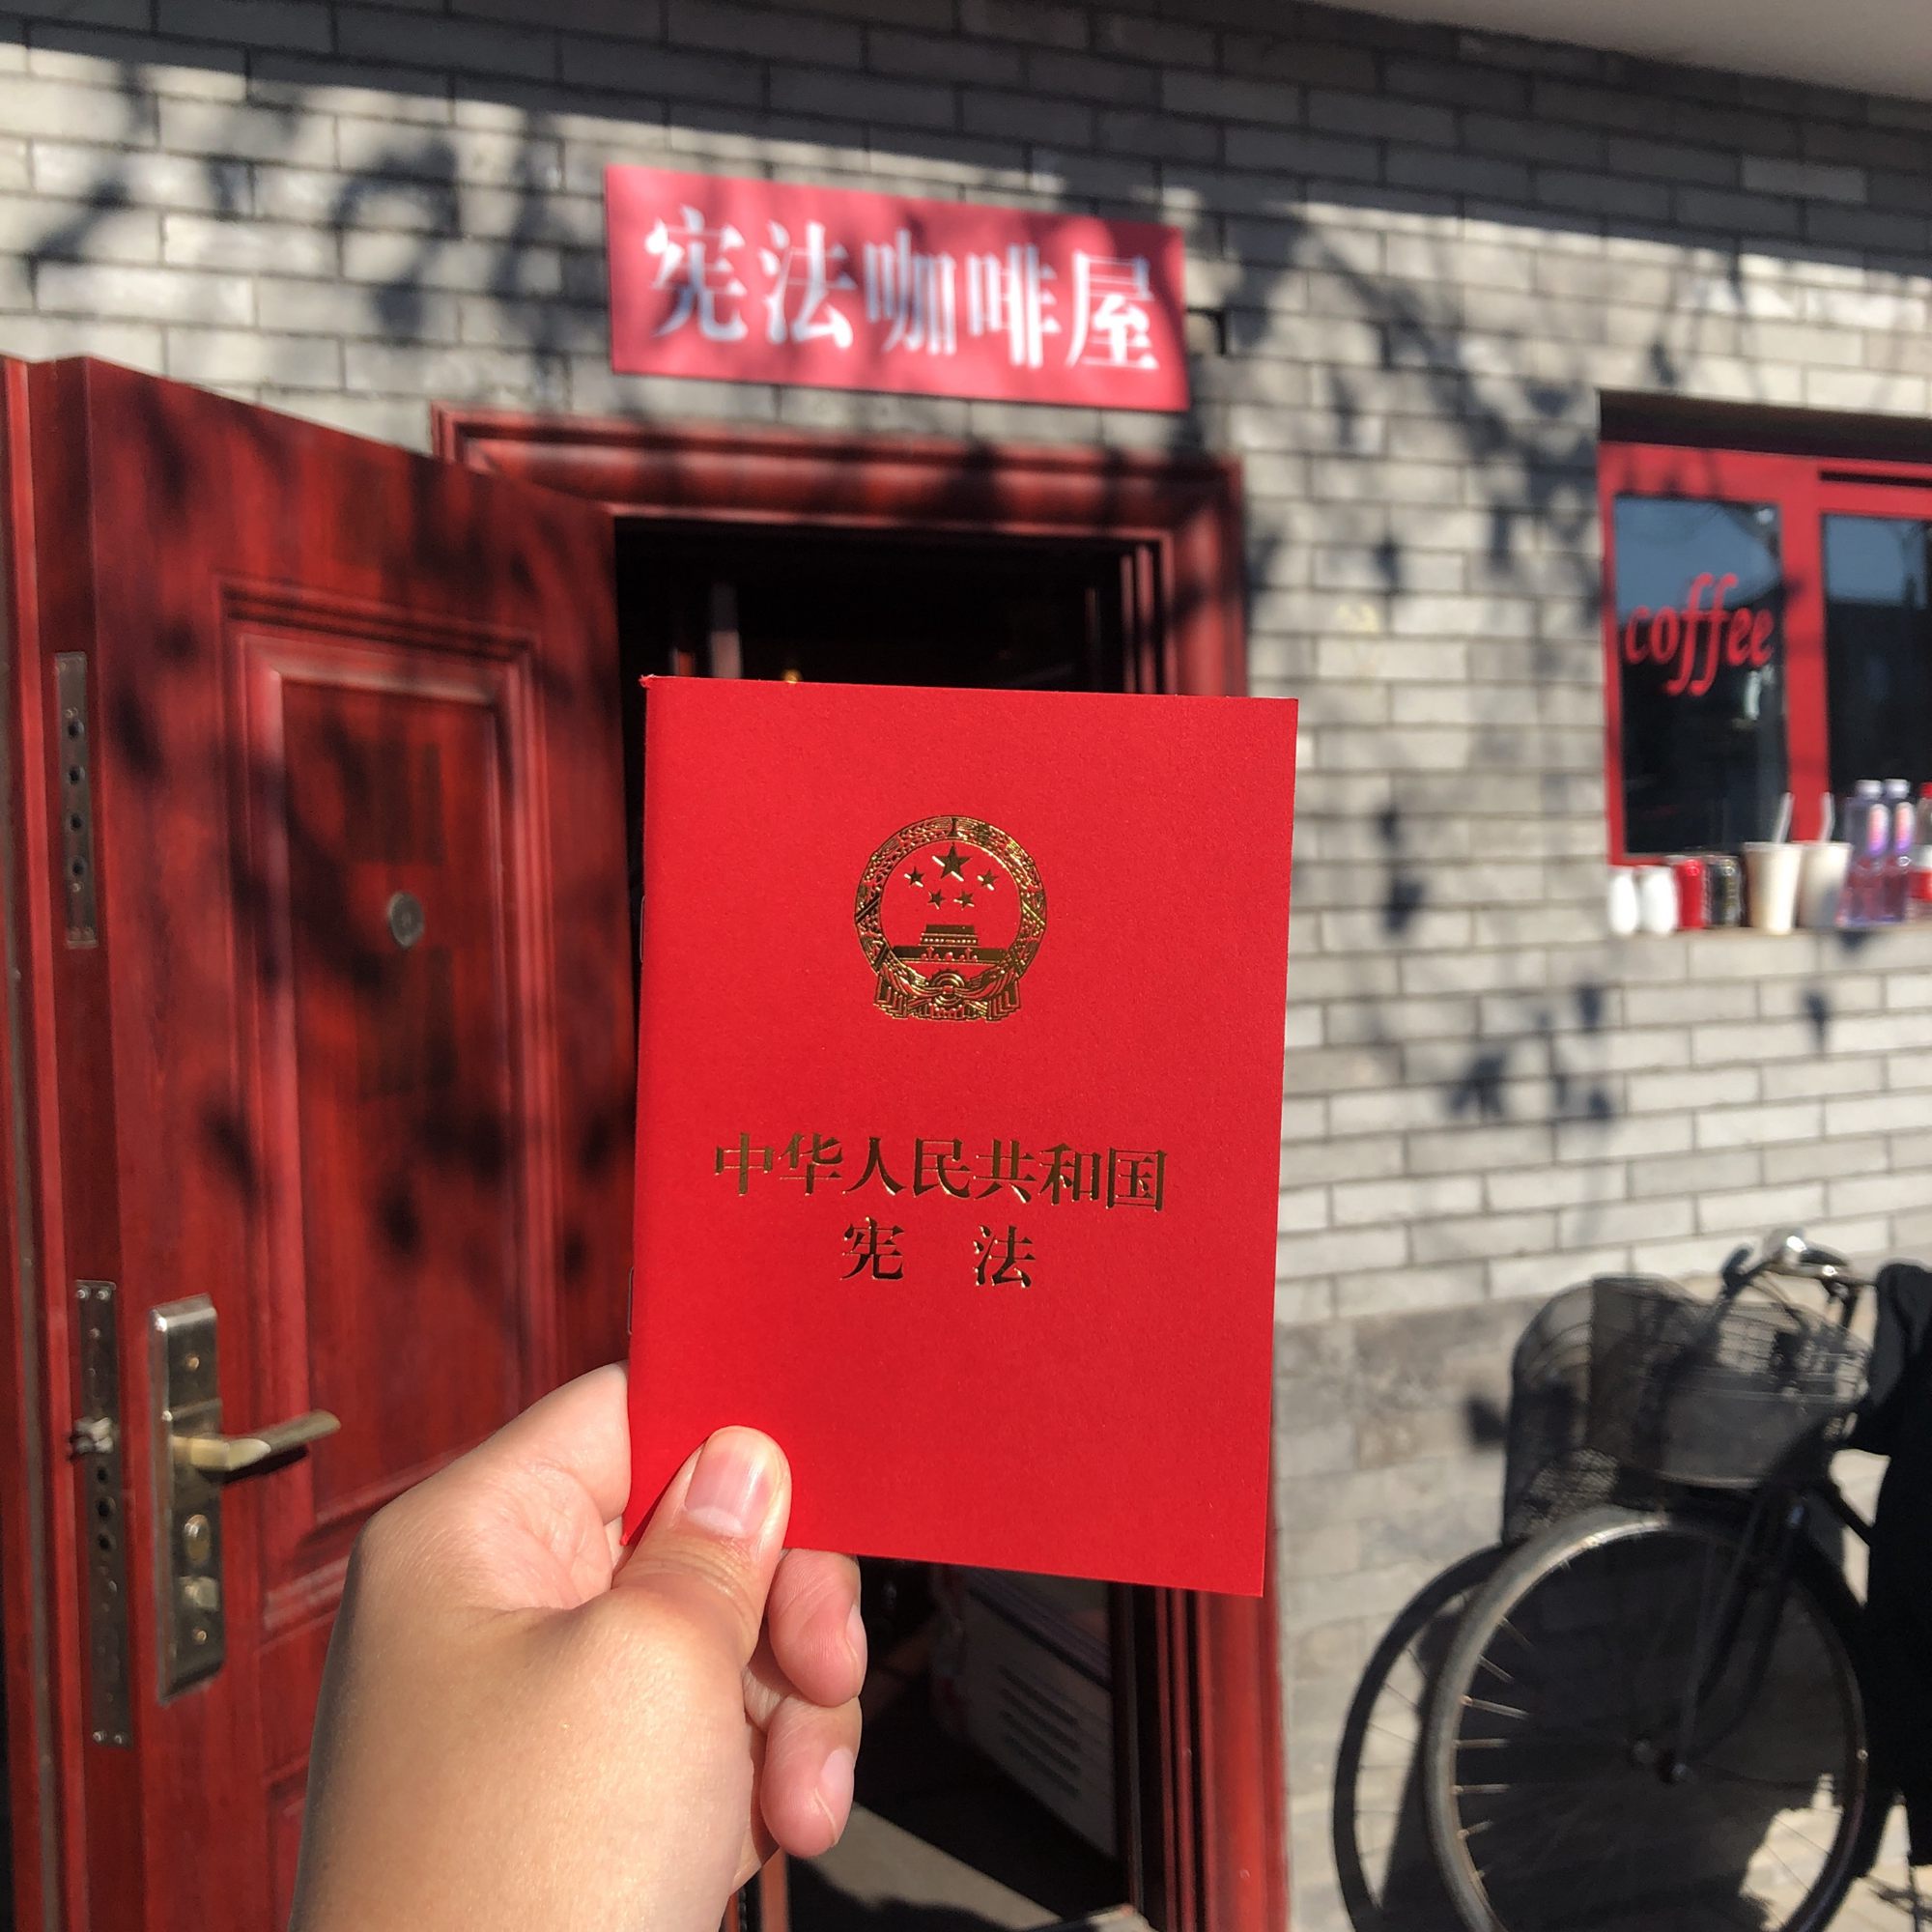 宪法咖啡屋
coffee
中华人民共和国
宪 法